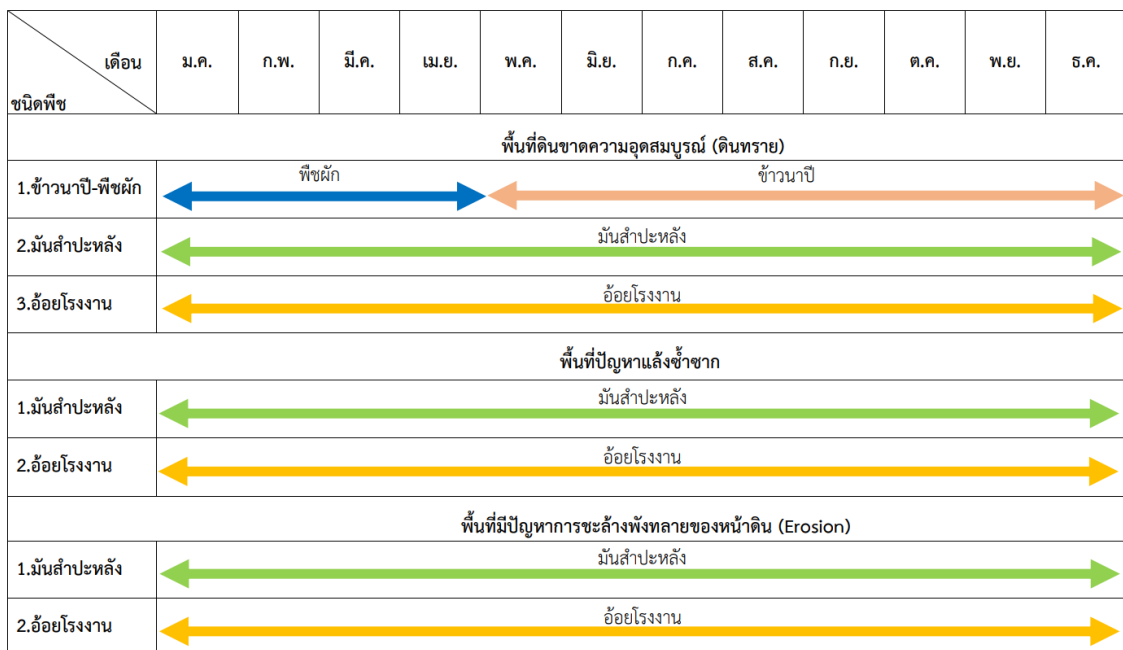 เดือน ม.ค. ก.พ. มี.ค. เม.ย. พ.ค. มิ.ย. ก.ค. ส.ค. ก.ย. ต.ค. พ.ย. ธ.ค.
ชนิดพืช
พื้นที่ดินขาดความอุดสมบูรณ์ (ดินทราย)
1.ข้าวนาปี-พืชผัก พืชผัก ข้าวนาปี
2.มันสำปะหลัง มันสำปะหลัง
3.อ้อยโรงงาน อ้อยโรงงาน
พื้นที่ปัญหาแล้งซ้ำซาก
1.มันสำปะหลัง มันสำปะหลัง
2.อ้อยโรงงาน อ้อยโรงงาน
พื้นที่มีปัญหาการชะล้างพังทลายของหน้าดิน (Erosion)
1.มันสำปะหลัง มันสำปะหลัง
2.อ้อยโรงงาน อ้อยโรงงาน